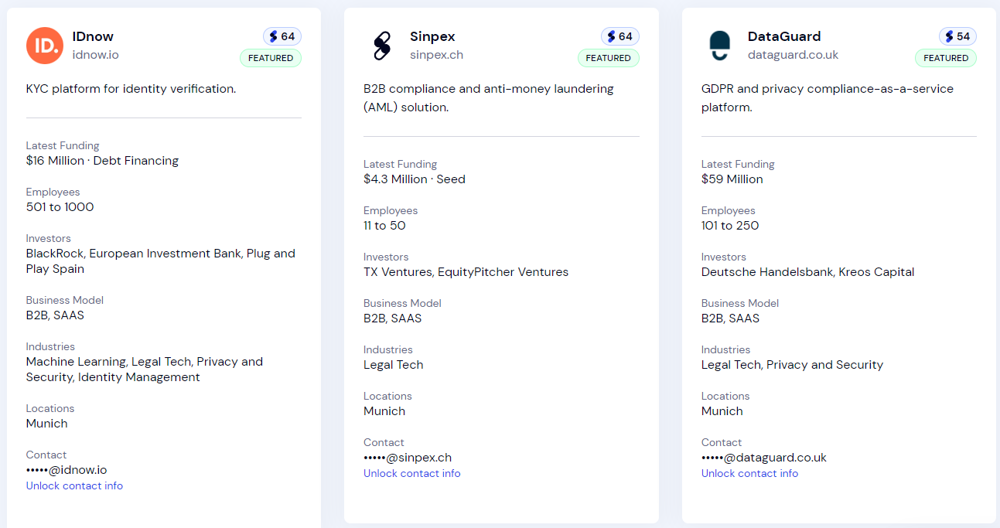 ID.
IDnow
idnow.io
64
FEATURED
KYC platform for identity verification.
Latest Funding
$16 Million · Debt Financing
Employees
501 to 1000
Investors
BlackRock, European Investment Bank, Plug and
Play Spain
Business Model
B2B, SAAS
Industries
Machine Learning, Legal Tech, Privacy and
Security, Identity Management
Locations
Munich
Contact
•••••@idnow.io
Unlock contact info
Sinpex
sinpex.ch
64
FEATURED
B2B compliance and anti-money laundering
(AML) solution.
Latest Funding
$4.3 Million · Seed
Employees
11 to 50
Investors
TX Ventures, EquityPitcher Ventures
Business Model
B2B, SAAS
Industries
Legal Tech
Locations
Munich
Contact
•••••@sinpex.ch
Unlock contact info
DataGuard
dataguard.co.uk
54
FEATURED
GDPR and privacy compliance-as-a-service
platform.
Latest Funding
$59 Million
Employees
101 to 250
Investors
Deutsche Handelsbank, Kreos Capital
Business Model
B2B, SAAS
Industries
Legal Tech, Privacy and Security
Locations
Munich
Contact
•••••@dataguard.co.uk
Unlock contact info